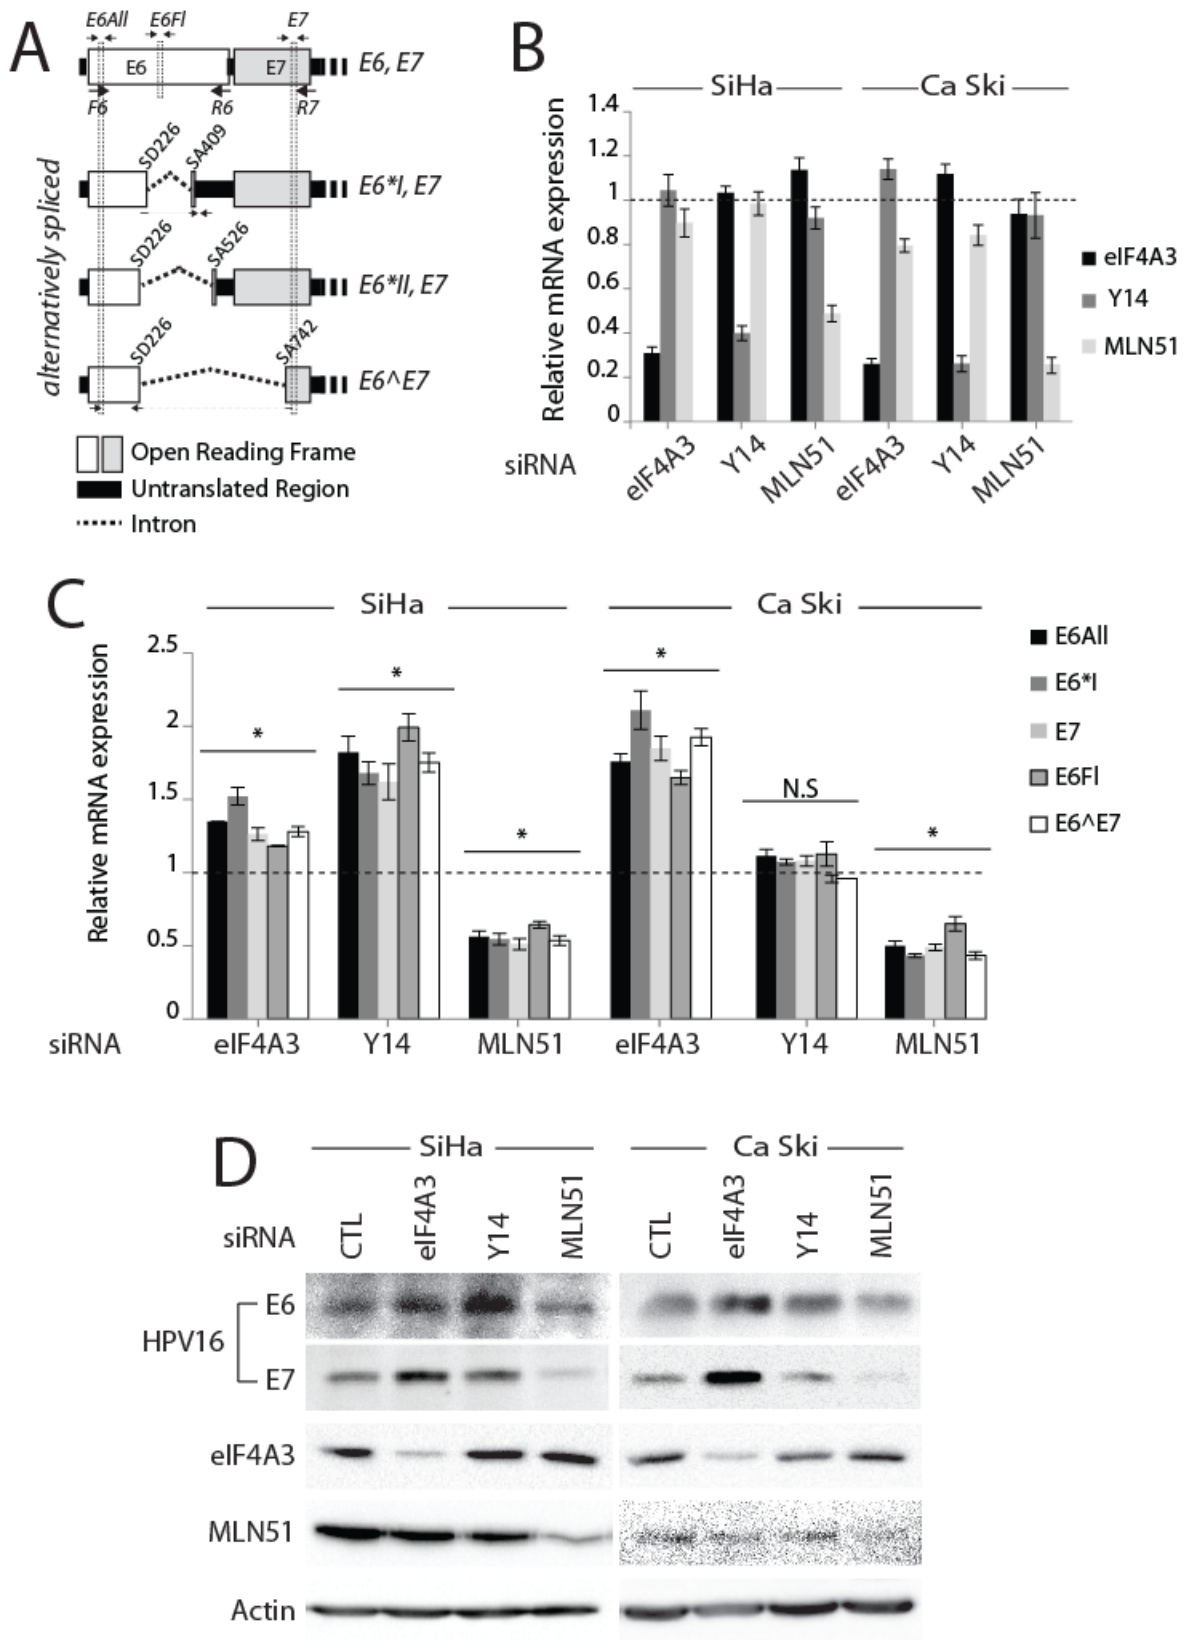 A
E6All E6Fl E7
E6 E7 E6, E7
F6 R6 R7
alternatively spliced
SD226 SA409
E6*I, E7
SD226 SA526
E6*II, E7
SD226 SA742
E6^E7
Open Reading Frame
Untranslated Region
Intron
B
SiHa Ca Ski
Relative mRNA expression
1.4
1.2
1
0.8
0.6
0.4
0.2
0
eIF4A3
Y14
MLN51
siRNA eIF4A3 Y14 MLN51 eIF4A3 Y14 MLN51
C
SiHa Ca Ski
Relative mRNA expression
2.5
2
1.5
1
0.5
0
* * * * N.S *
E6All
E6*I
E7
E6Fl
E6^E7
siRNA eIF4A3 Y14 MLN51 eIF4A3 Y14 MLN51
D
SiHa Ca Ski
siRNA CTL eIF4A3 Y14 MLN51 CTL eIF4A3 Y14 MLN51
HPV16
E6
E7
eIF4A3
MLN51
Actin